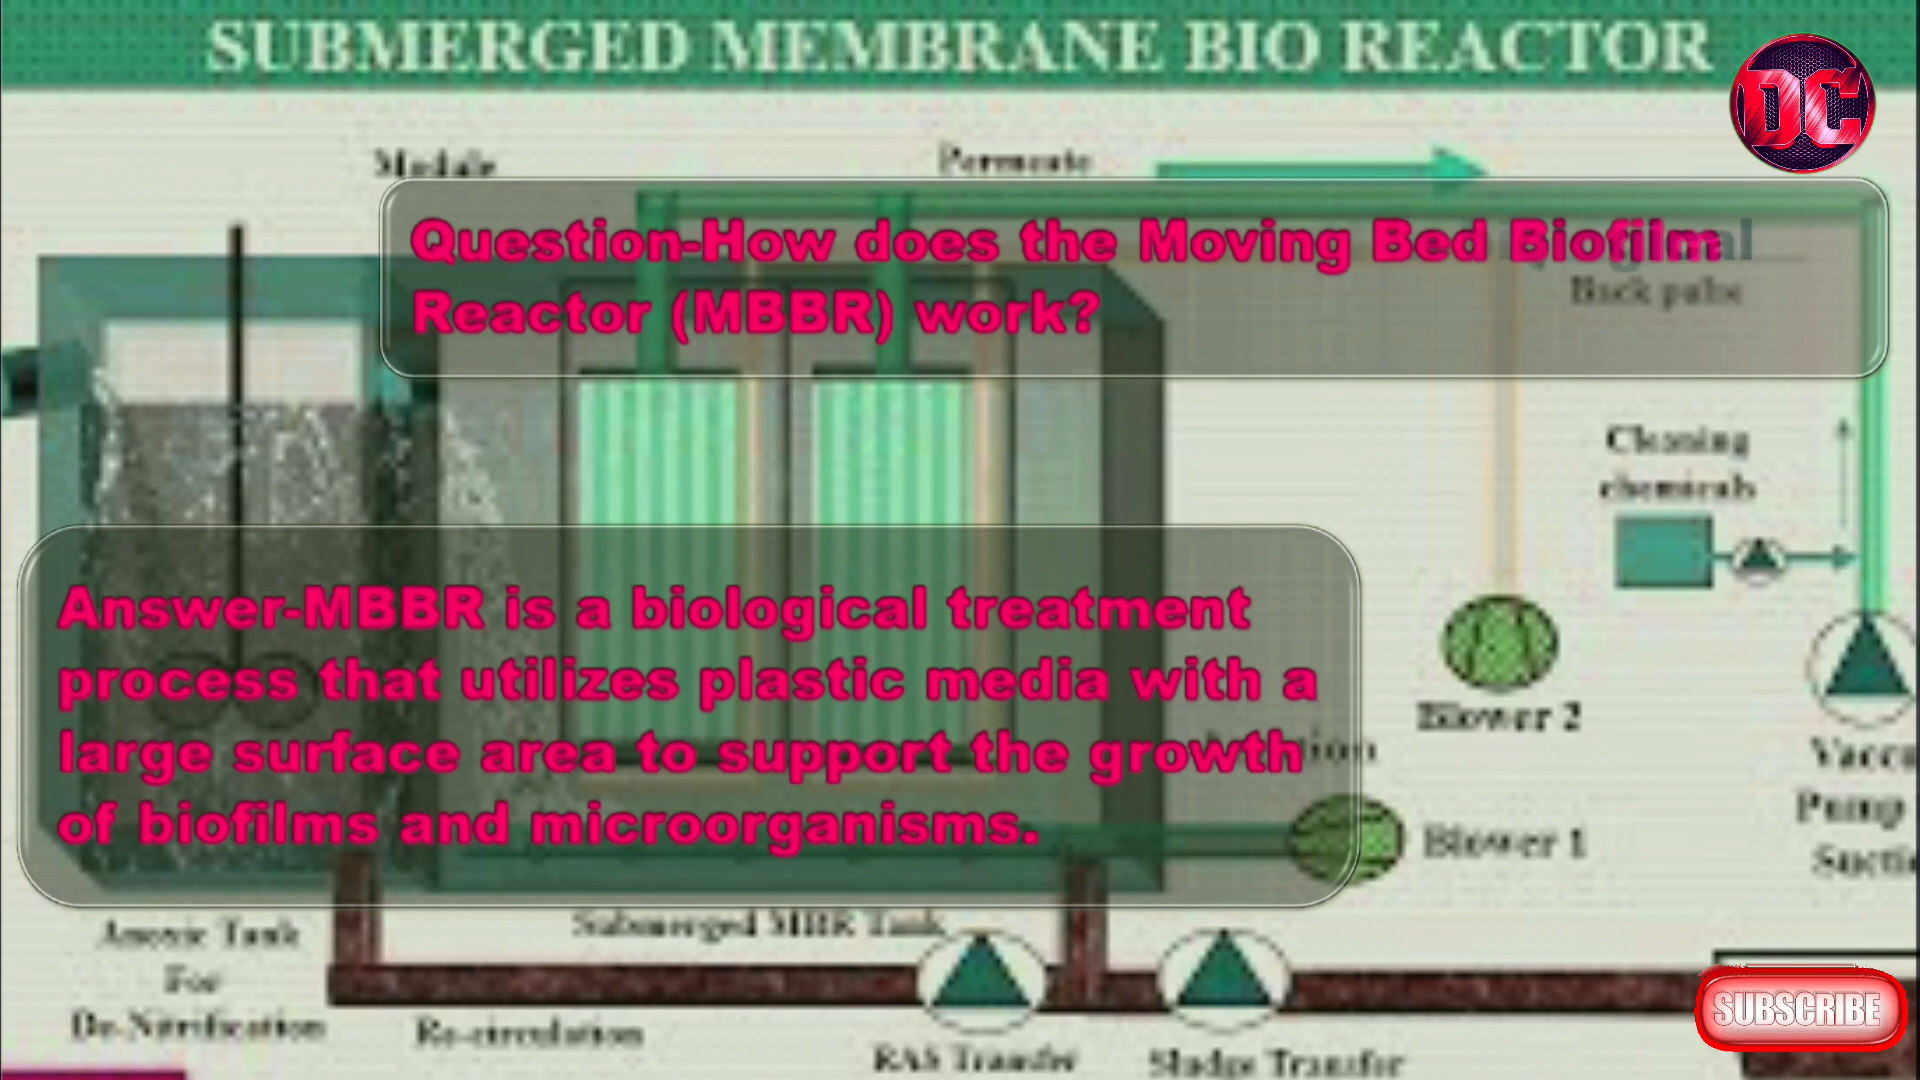 SUBMERGED MEMBRANE BIO REACTOR
DC
Module
Permeate
Question-How does the Moving Bed Biofilm
Reactor (MBBR) work?
Back pulse
Cleaning
chemicals
Answer-MBBR is a biological treatment
process that utilizes plastic media with a
large surface area to support the growth
of biofilms and microorganisms.
Blower 2
Pump
Blower 1
Anoxic Tank
For
De-Nitrification
Submerged MBR Tank
Re-circulation
RAS Transfer
Sludge Transfer
SUBSCRIBE